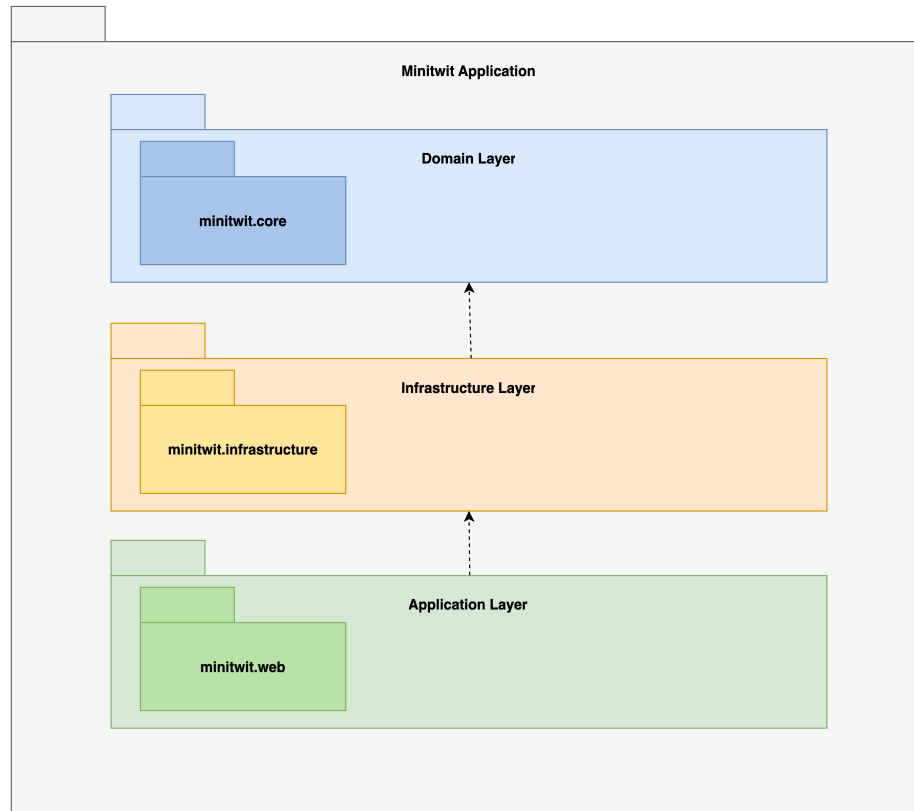 Minitwit Application
Domain Layer
minitwit.core
Infrastructure Layer
minitwit.infrastructure
Application Layer
minitwit.web